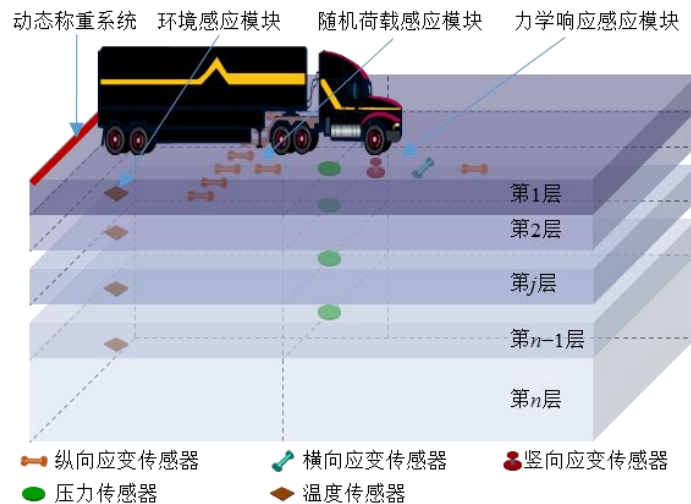 动态称重系统
环境感应模块
随机荷载感应模块
力学响应感应模块
第1层
第2层
第j层
第n−1层
第n层
纵向应变传感器
横向应变传感器
竖向应变传感器
压力传感器
温度传感器